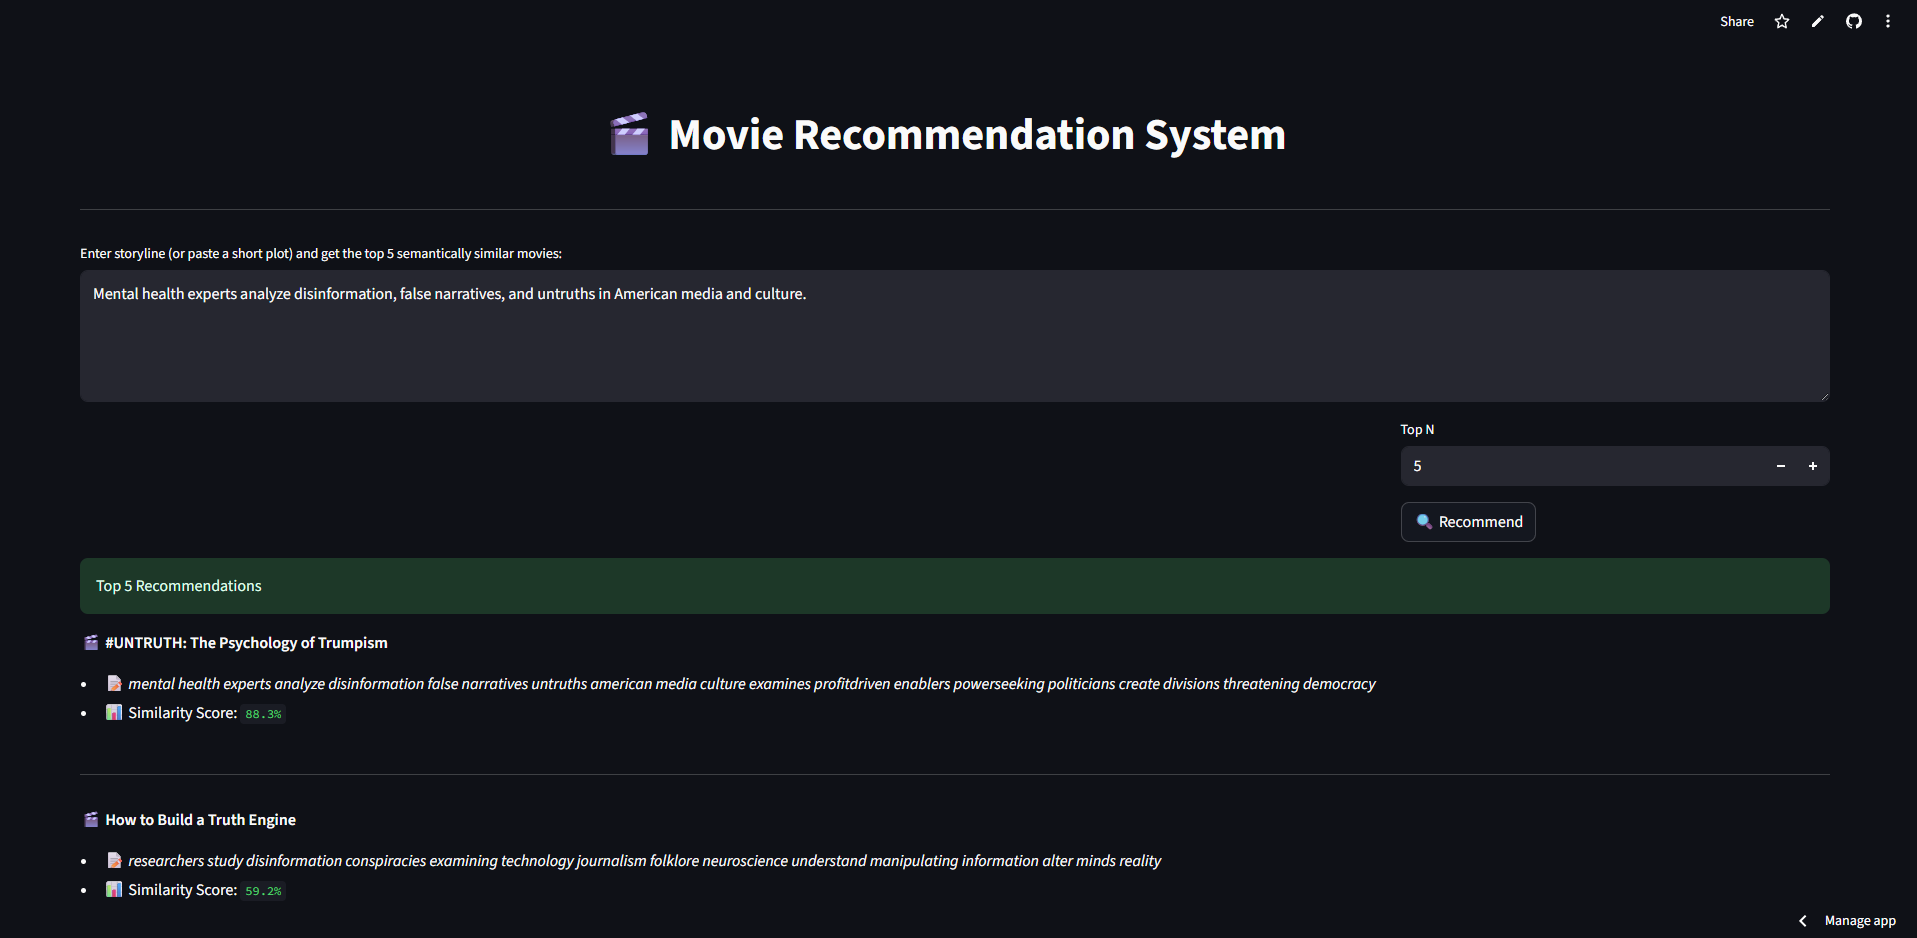 Share
Movie Recommendation System
Enter storyline (or paste a short plot) and get the top 5 semantically similar movies:
Mental health experts analyze disinformation, false narratives, and untruths in American media and culture.
Top N
5
Recommend
Top 5 Recommendations
#UNTRUTH: The Psychology of Trumpism
mental health experts analyze disinformation false narratives untruths american media culture examines profitdriven enablers powerseeking politicians create divisions threatening democracy
Similarity Score: 88.3%
How to Build a Truth Engine
researchers study disinformation conspiracies examining technology journalism folklore neuroscience understand manipulating information alter minds reality
Similarity Score: 59.2%
Manage app